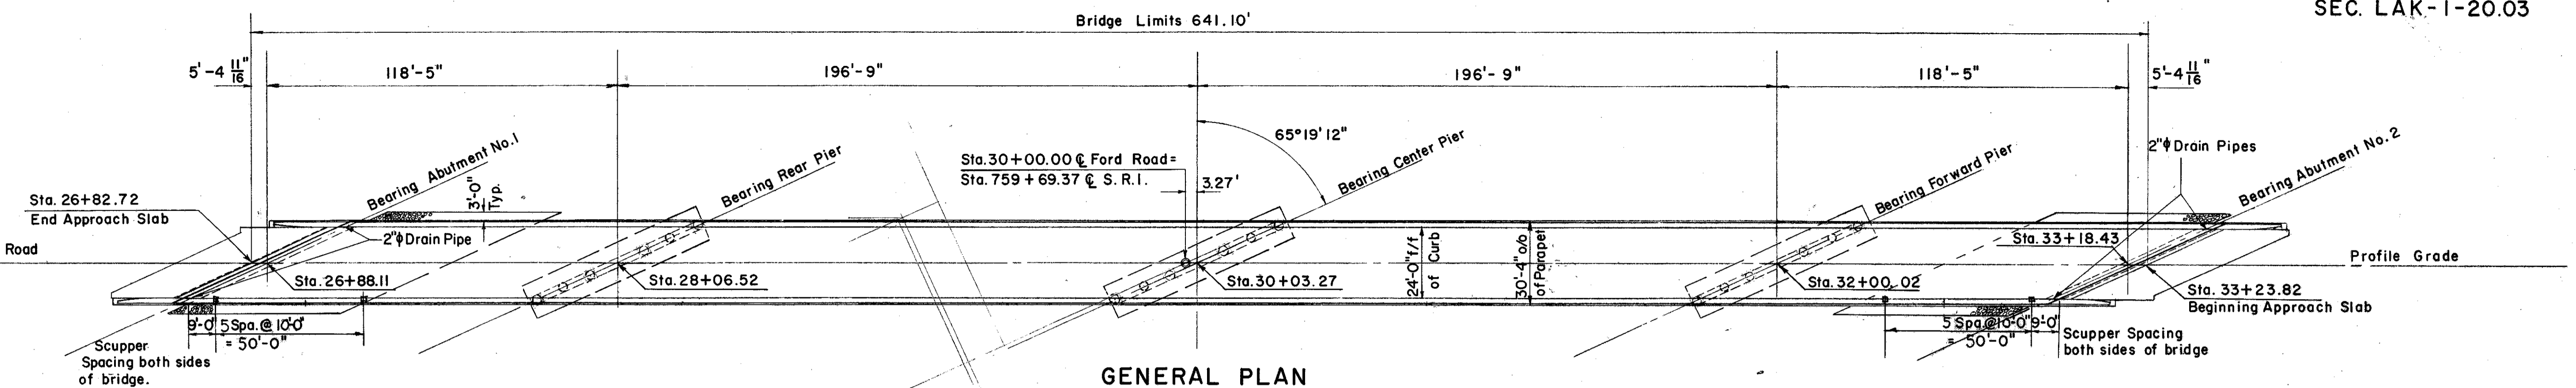 SEC. LAK-1-20.03
Bridge Limits 641.10'
5'-4 11/16"
118'-5"
196'-9"
196'-9"
118'-5"
5'-4 11/16"
65°19'12"
Bearing Abutment No.1
Bearing Rear Pier
Bearing Center Pier
Bearing Forward Pier
Bearing Abutment No. 2
2"ϕ Drain Pipes
Sta.30+00.00 ℄ Ford Road=
Sta. 759+69.37 ℄ S.R.1.
3.27'
3'-0"
Typ.
Sta. 26+82.72
End Approach Slab
2"ϕ Drain Pipe
Road
Sta. 26+88.11
Sta. 28+06.52
Sta. 30+03.27
24'-0" f/f
of Curb
30'-4" o/o
of Parapet
Sta. 32+00.02
Sta. 33+18.43
Profile Grade
Sta. 33+23.82
Beginning Approach Slab
9'-0" 5 Spa.@ 10'-0"
= 50'-0"
Scupper
Spacing both sides
of bridge.
5 Spa.@10'-0" 9'-0"
= 50'-0"
Scupper Spacing
both sides of bridge
GENERAL PLAN